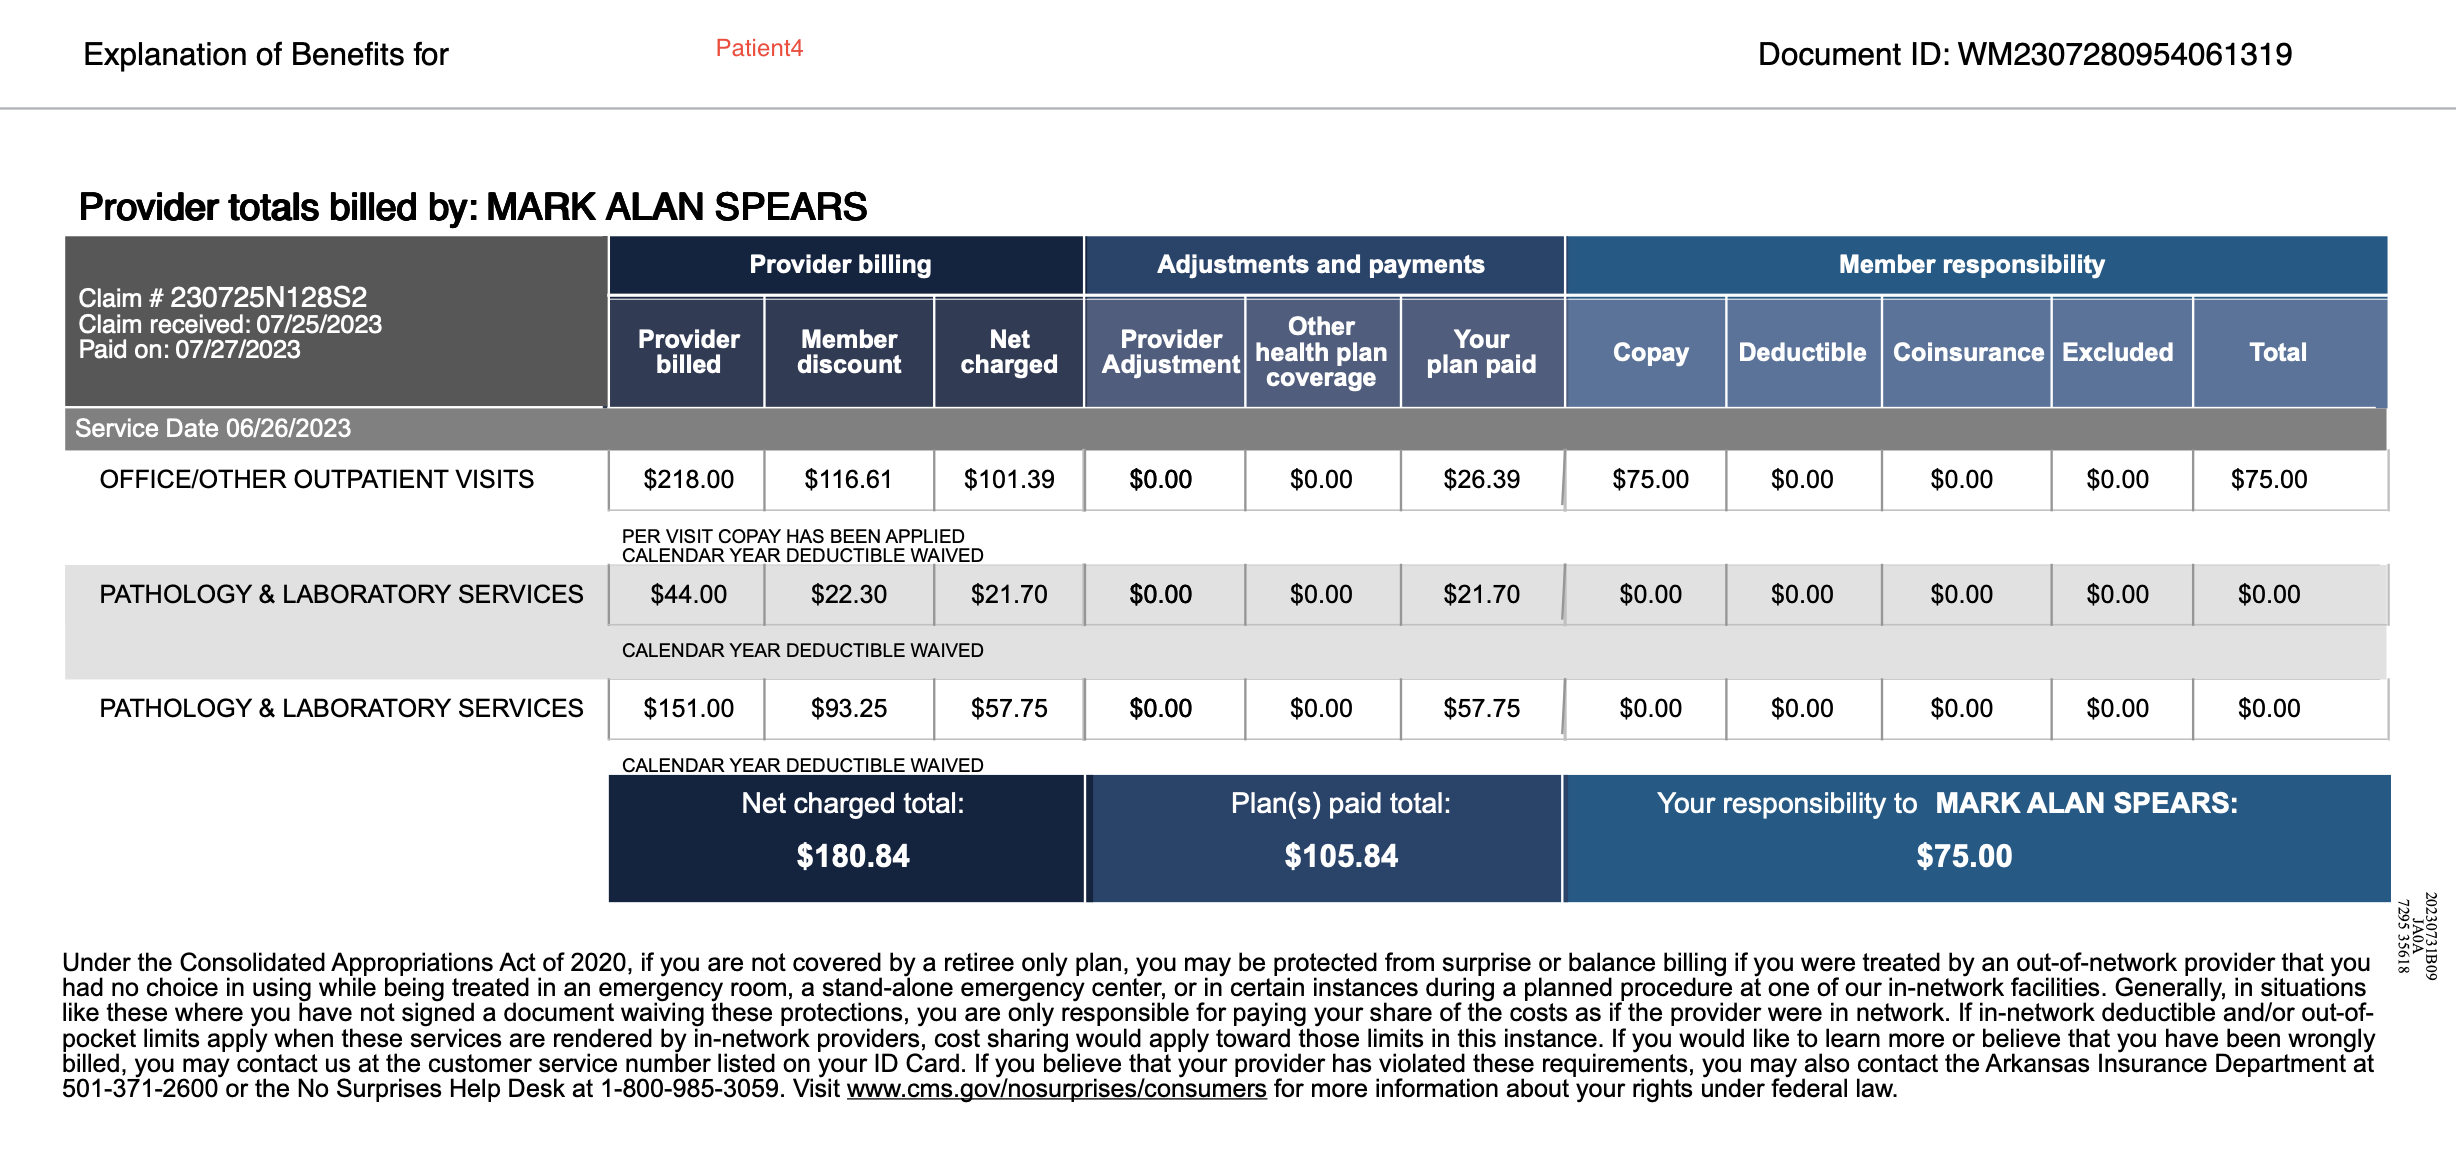 Explanation of Benefits for Patient4 Document ID: WM2307280954061319
Provider totals billed by: MARK ALAN SPEARS
Claim # 230725N128S2
Claim received: 07/25/2023
Paid on: 07/27/2023
Provider billing Adjustments and payments Member responsibility
Provider billed Member discount Net charged Provider Adjustment Other health plan coverage Your plan paid Copay Deductible Coinsurance Excluded Total
Service Date 06/26/2023
OFFICE/OTHER OUTPATIENT VISITS $218.00 $116.61 $101.39 $0.00 $0.00 $26.39 $75.00 $0.00 $0.00 $0.00 $75.00
PER VISIT COPAY HAS BEEN APPLIED
CALENDAR YEAR DEDUCTIBLE WAIVED
PATHOLOGY & LABORATORY SERVICES $44.00 $22.30 $21.70 $0.00 $0.00 $21.70 $0.00 $0.00 $0.00 $0.00 $0.00
CALENDAR YEAR DEDUCTIBLE WAIVED
PATHOLOGY & LABORATORY SERVICES $151.00 $93.25 $57.75 $0.00 $0.00 $57.75 $0.00 $0.00 $0.00 $0.00 $0.00
CALENDAR YEAR DEDUCTIBLE WAIVED
Net charged total: Plan(s) paid total: Your responsibility to MARK ALAN SPEARS:
$180.84 $105.84 $75.00
20230731B09
JA0A
7295 35618
Under the Consolidated Appropriations Act of 2020, if you are not covered by a retiree only plan, you may be protected from surprise or balance billing if you were treated by an out-of-network provider that you
had no choice in using while being treated in an emergency room, a stand-alone emergency center, or in certain instances during a planned procedure at one of our in-network facilities. Generally, in situations
like these where you have not signed a document waiving these protections, you are only responsible for paying your share of the costs as if the provider were in network. If in-network deductible and/or out-of-
pocket limits apply when these services are rendered by in-network providers, cost sharing would apply toward those limits in this instance. If you would like to learn more or believe that you have been wrongly
billed, you may contact us at the customer service number listed on your ID Card. If you believe that your provider has violated these requirements, you may also contact the Arkansas Insurance Department at
501-371-2600 or the No Surprises Help Desk at 1-800-985-3059. Visit www.cms.gov/nosurprises/consumers for more information about your rights under federal law.